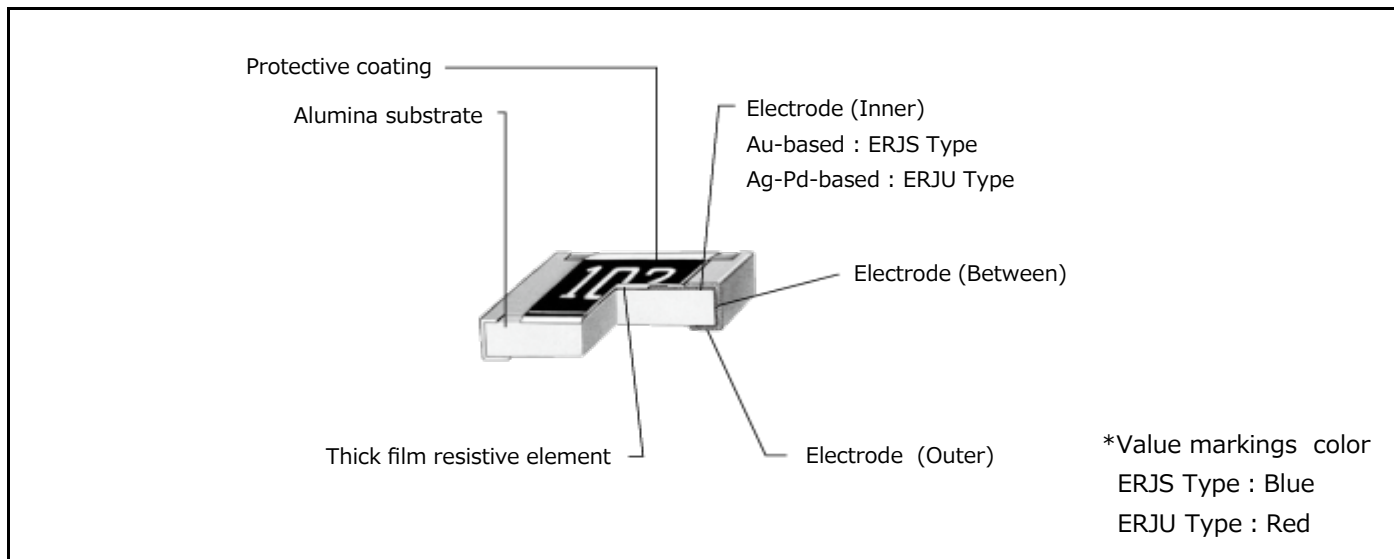 Protective coating
Alumina substrate
Electrode (Inner)
Au-based : ERJS Type
Ag-Pd-based : ERJU Type
Electrode (Between)
102
Thick film resistive element
Electrode (Outer)
*Value markings color
ERJS Type : Blue
ERJU Type : Red